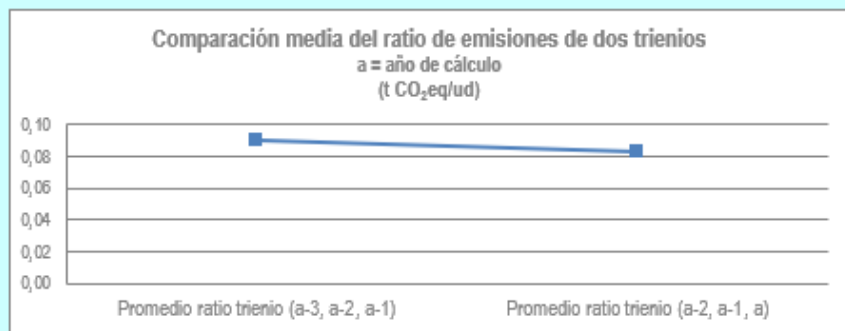 Comparación media del ratio de emisiones de dos trienios
a = año de cálculo
(t CO₂eq/ud)
0,10
0,08
0,06
0,04
0,02
0,00
Promedio ratio trienio (a-3, a-2, a-1) Promedio ratio trienio (a-2, a-1, a)